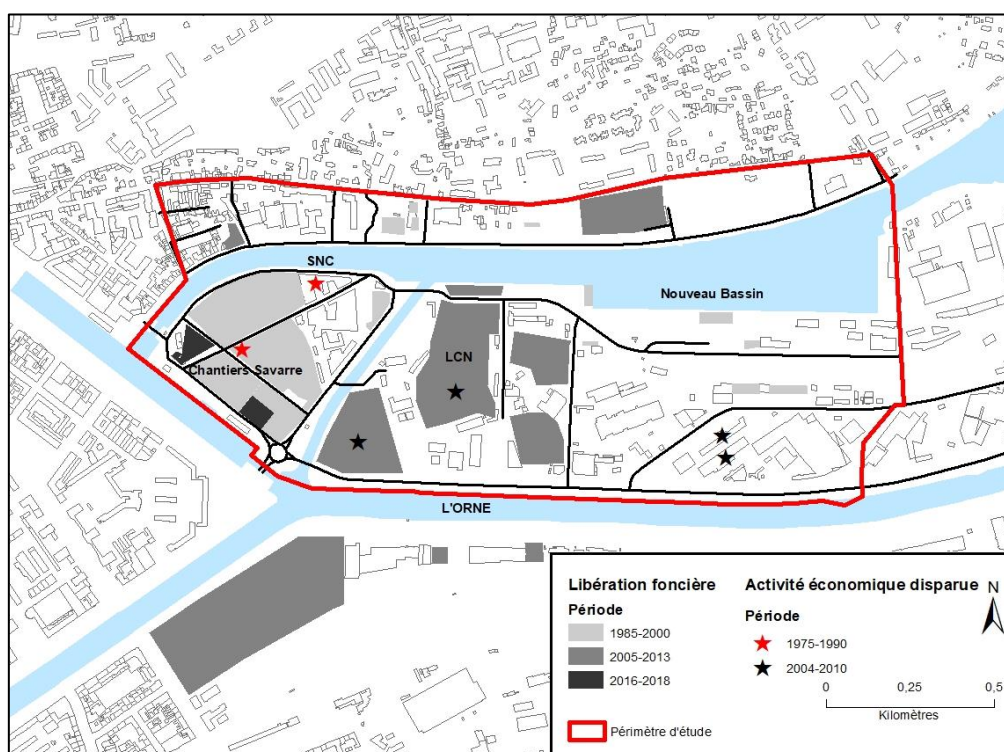 SNC
Nouveau Bassin
LCN
Chantiers Savarre
L'ORNE
Libération foncière
Période
1985-2000
2005-2013
2016-2018
Périmètre d'étude
Activité économique disparue
Période
1975-1990
2004-2010
N
0 0,25 0,5
Kilomètres